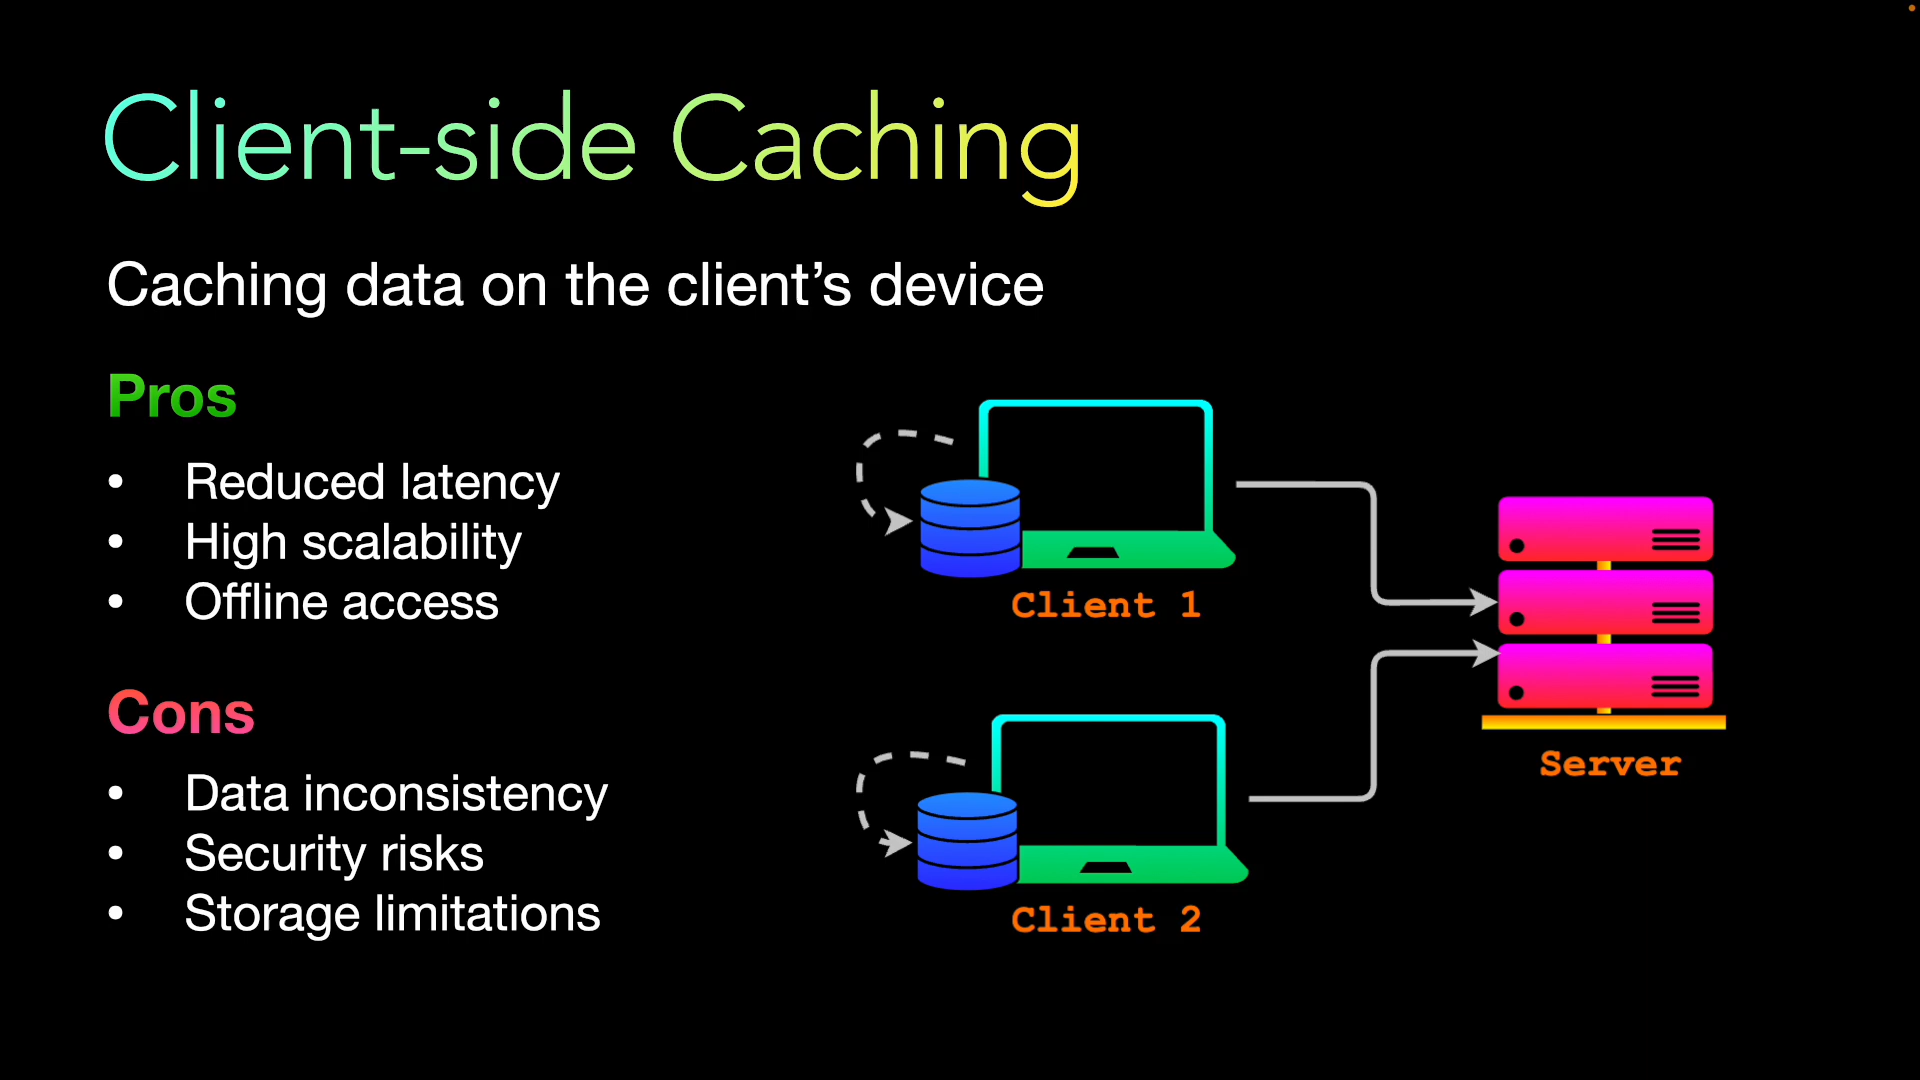 Client-side Caching
Caching data on the client’s device
Pros
• Reduced latency
• High scalability
• Offline access
Cons
• Data inconsistency
• Security risks
• Storage limitations
Client 1
Client 2
Server